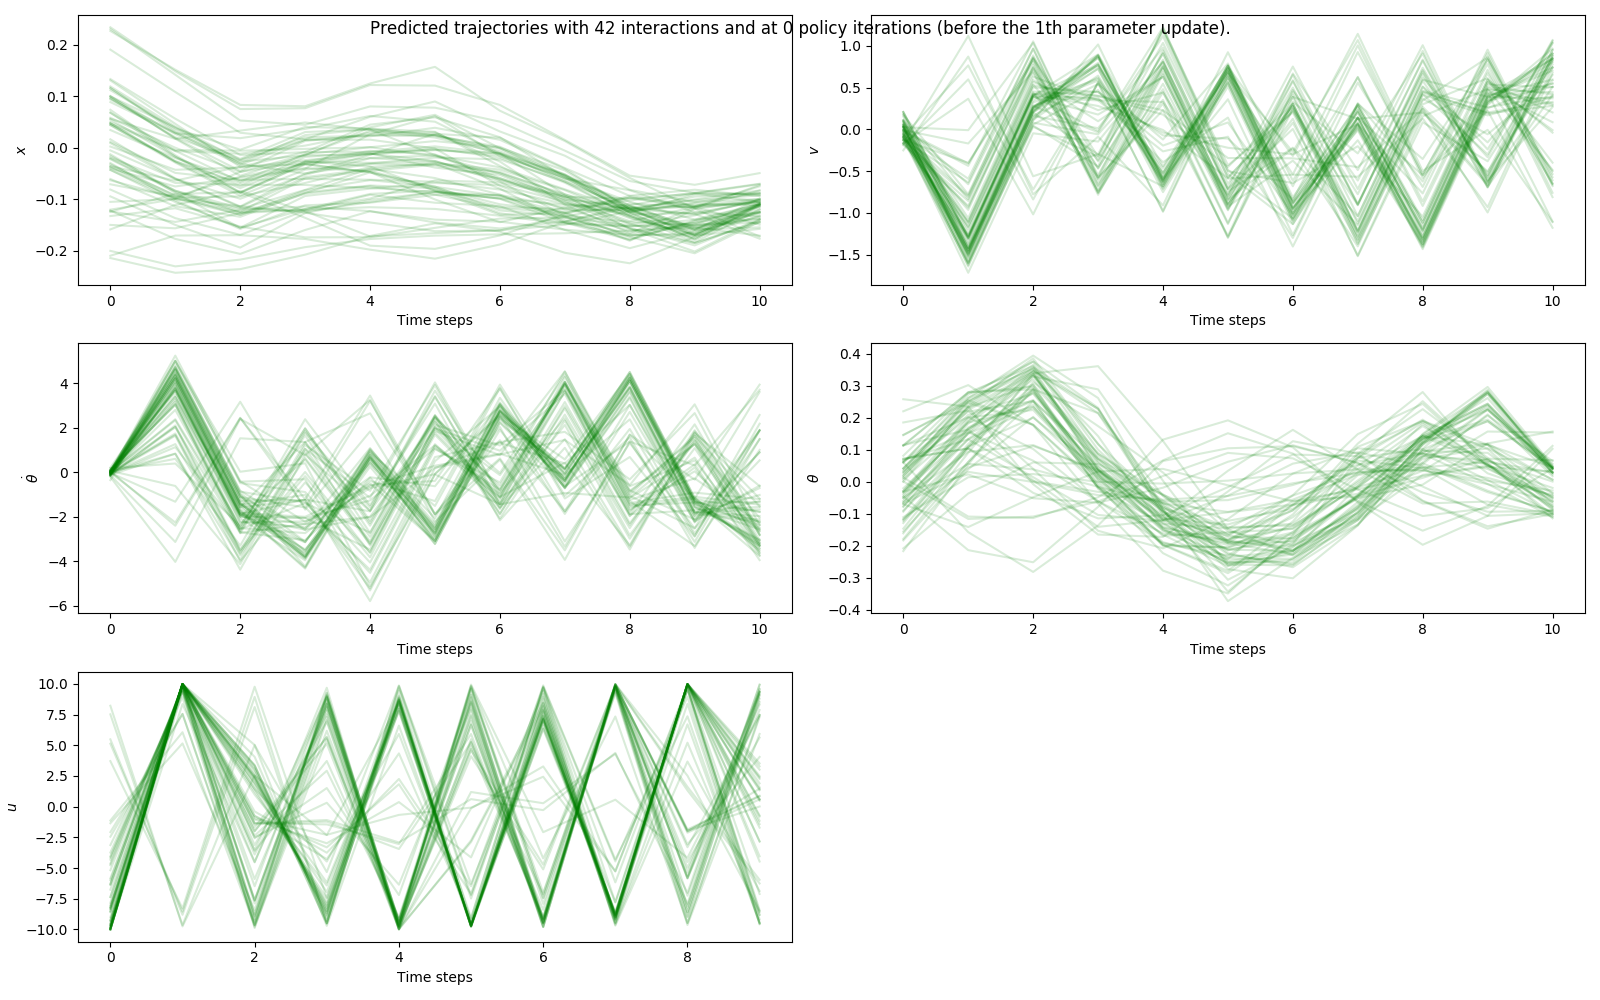 Predicted trajectories with 42 interactions and at 0 policy iterations (before the 1th parameter update).
0.2
0.1
0.0
−0.1
−0.2
x
0 2 4 6 8 10
Time steps
1.0
0.5
0.0
−0.5
−1.0
−1.5
v
0 2 4 6 8 10
Time steps
4
2
0
−2
−4
−6
θ̇
0 2 4 6 8 10
Time steps
0.4
0.3
0.2
0.1
0.0
−0.1
−0.2
−0.3
−0.4
θ
0 2 4 6 8 10
Time steps
10.0
7.5
5.0
2.5
0.0
−2.5
−5.0
−7.5
−10.0
u
0 2 4 6 8
Time steps